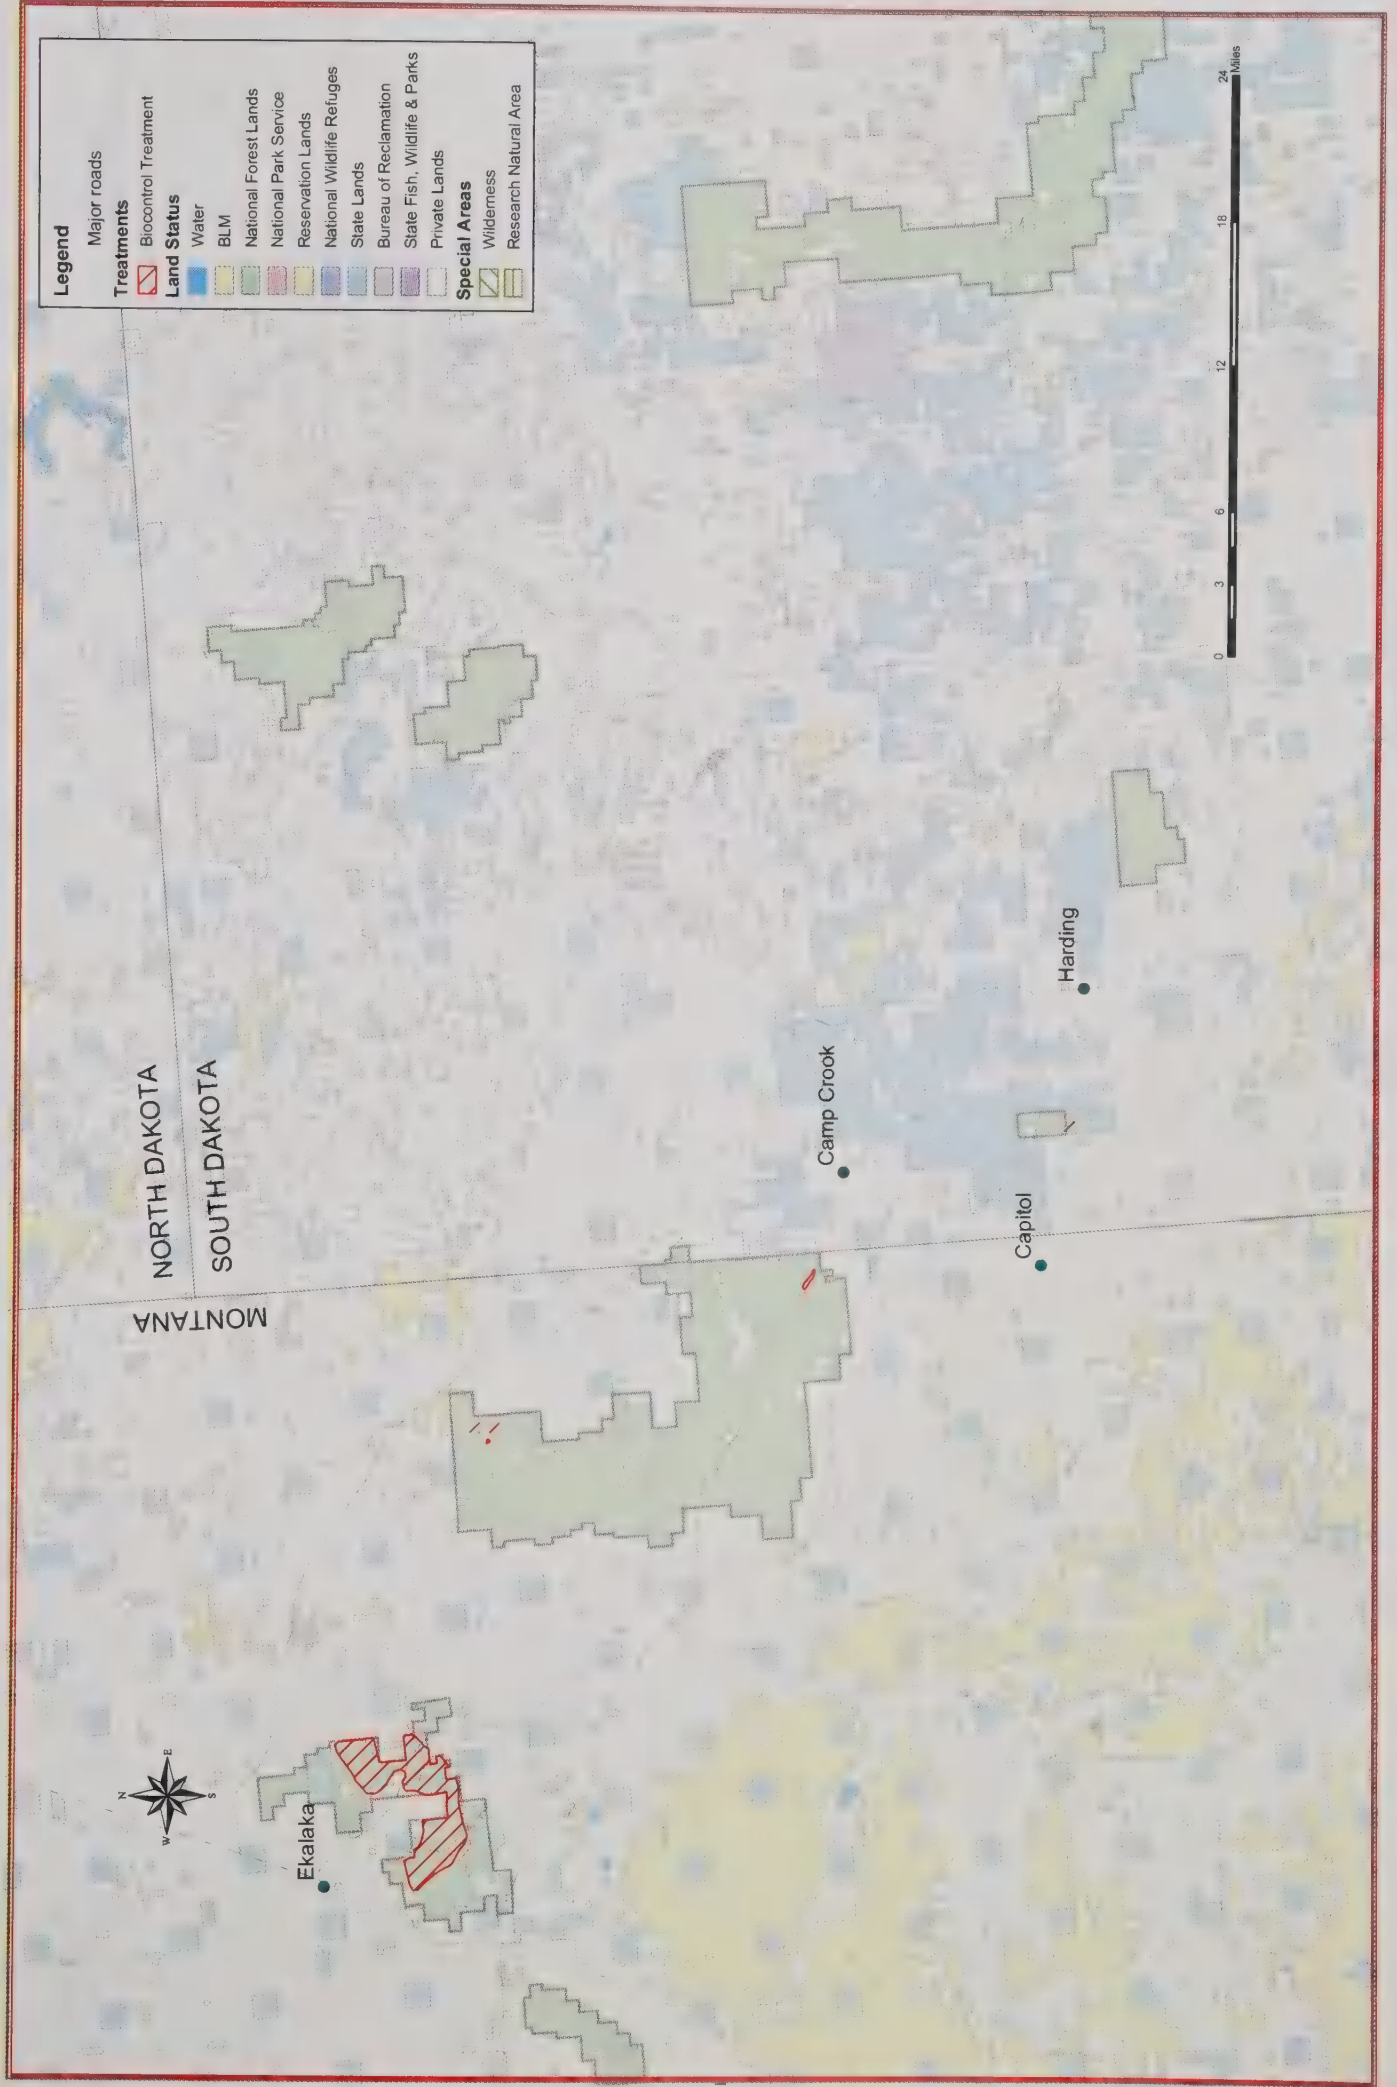 Legend
Major roads
Treatments
Biocontrol Treatment
Land Status
Water
BLM
National Forest Lands
National Park Service
Reservation Lands
National Wildlife Refuges
State Lands
Bureau of Reclamation
State Fish, Wildlife & Parks
Private Lands
Special Areas
Wilderness
Research Natural Area
N
W
E
S
MONTANA
NORTH DAKOTA
SOUTH DAKOTA
Ekalaka
Camp Crook
Capitol
Harding
0 3 6 12 18 24
Miles